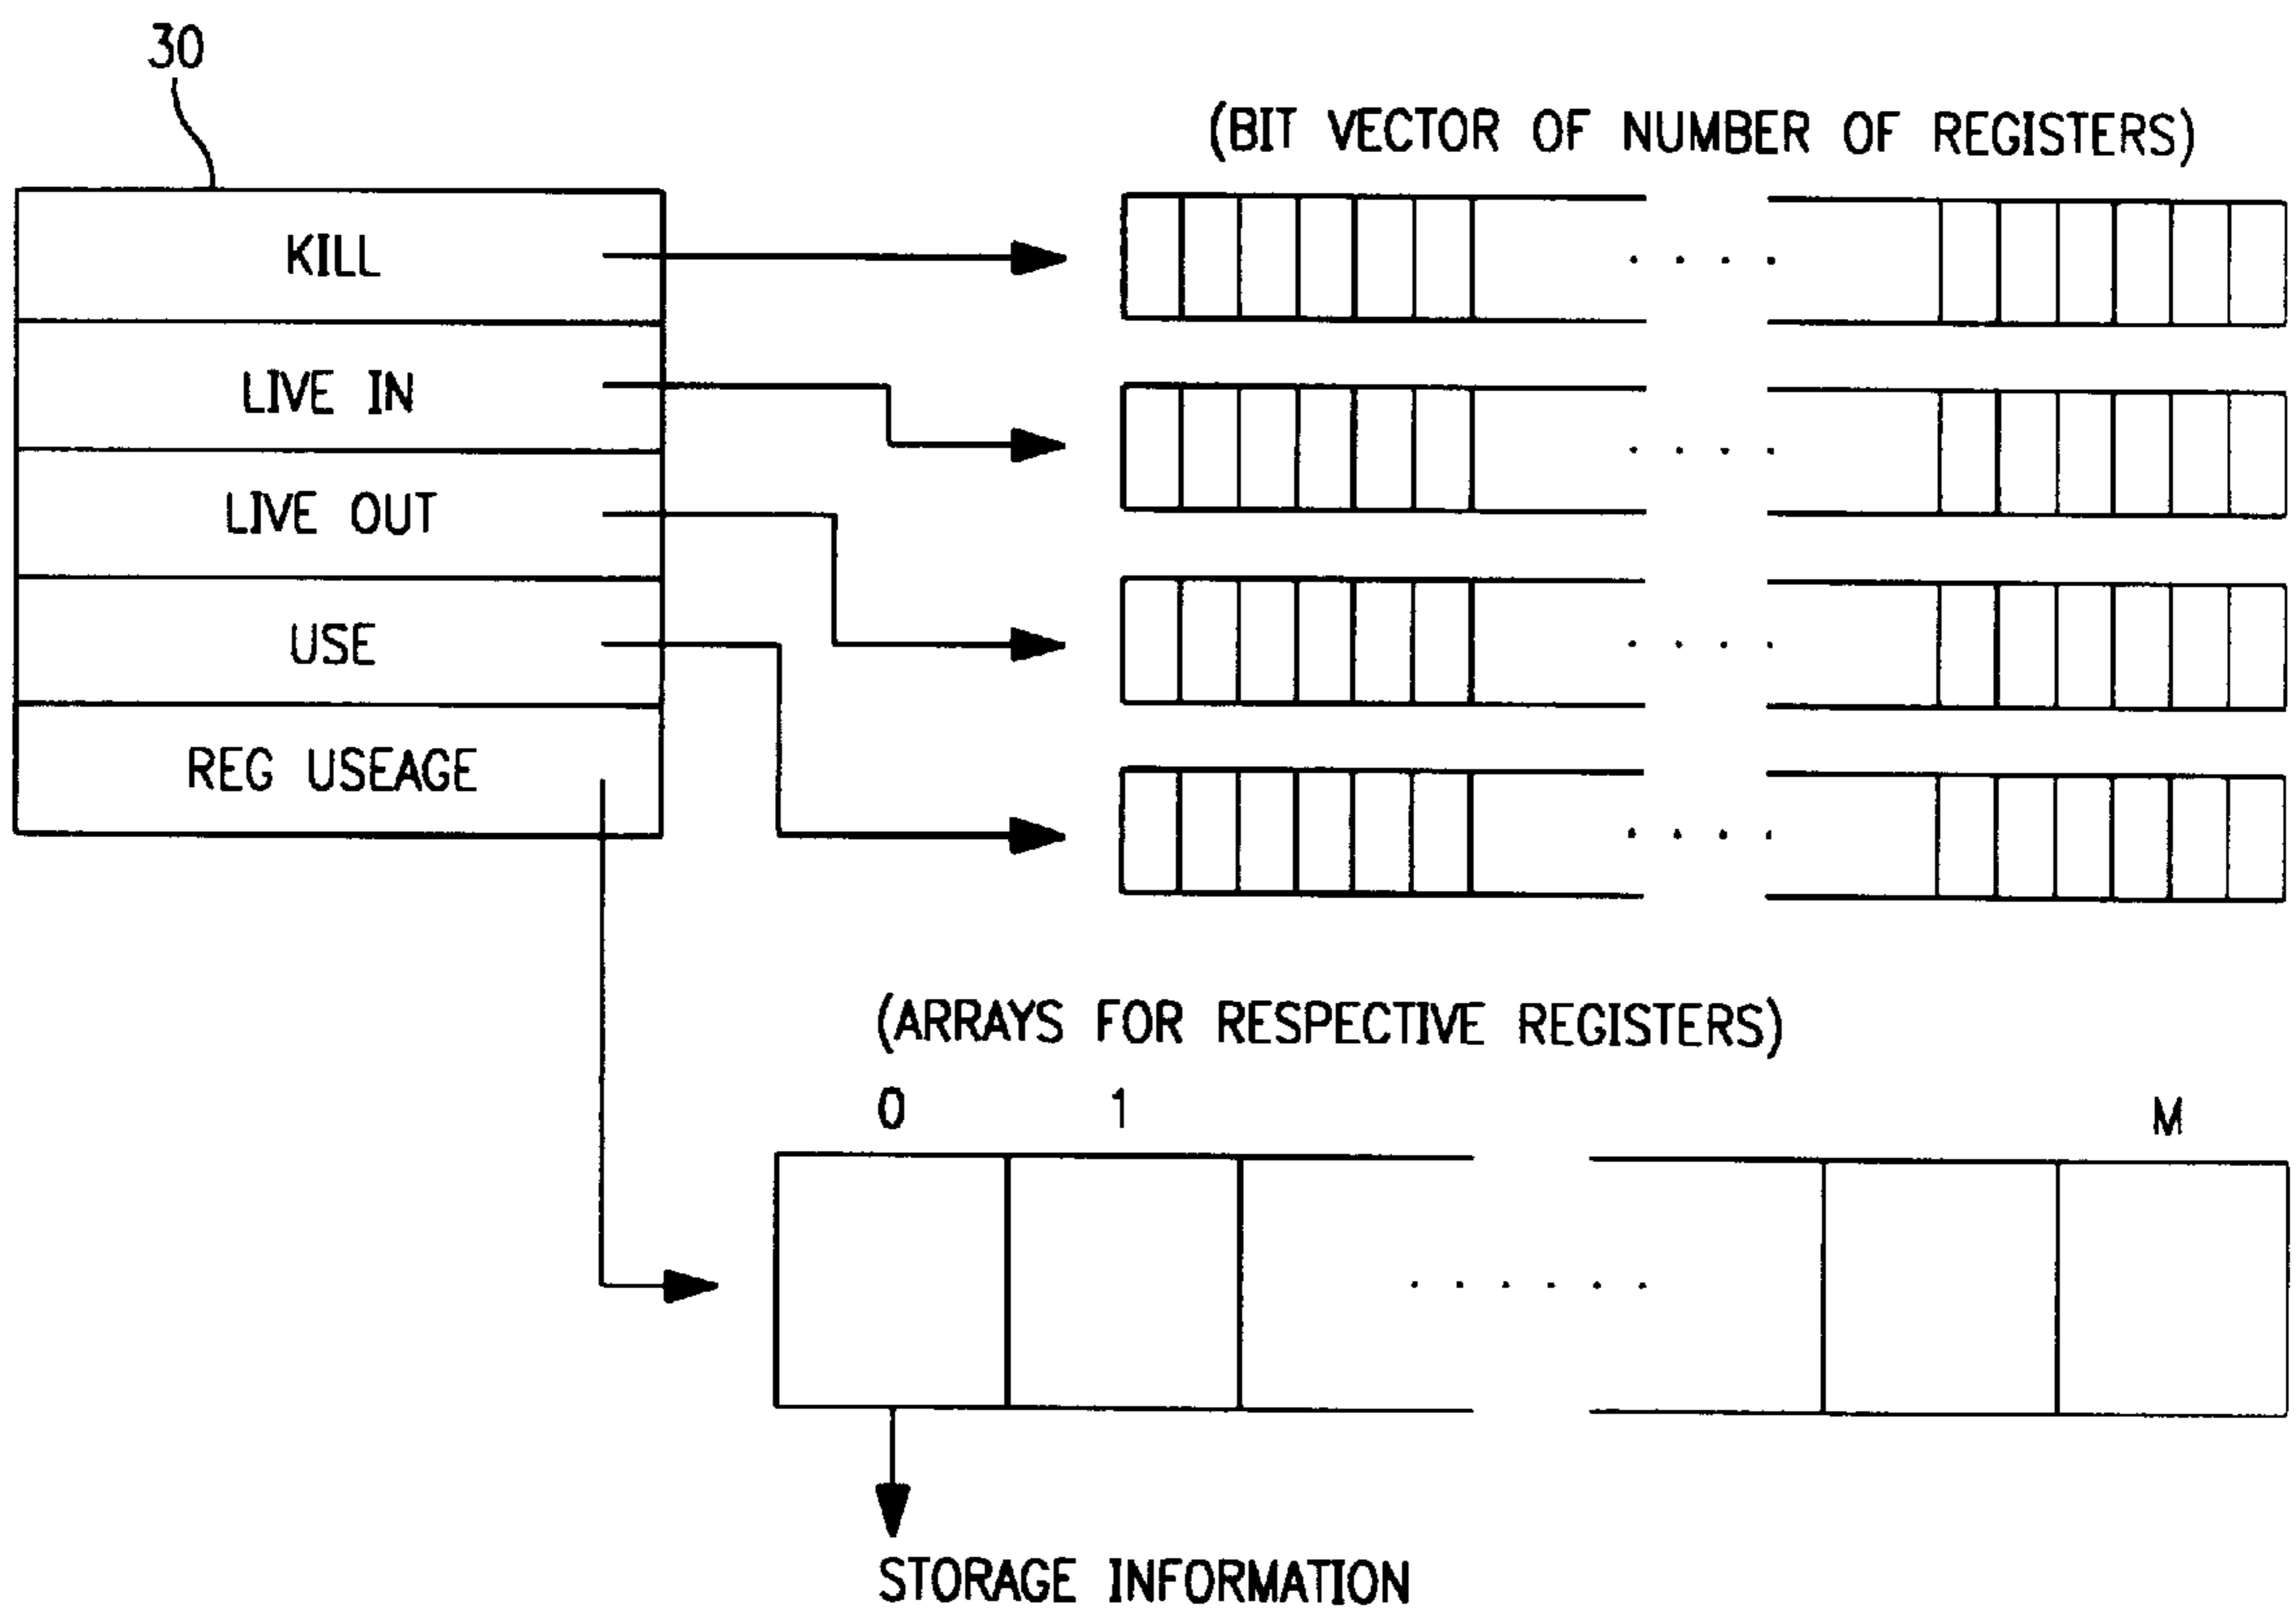 30
(BIT VECTOR OF NUMBER OF REGISTERS)
KILL
LIVE IN
LIVE OUT
USE
REG USEAGE
(ARRAYS FOR RESPECTIVE REGISTERS)
0 1 M
STORAGE INFORMATION